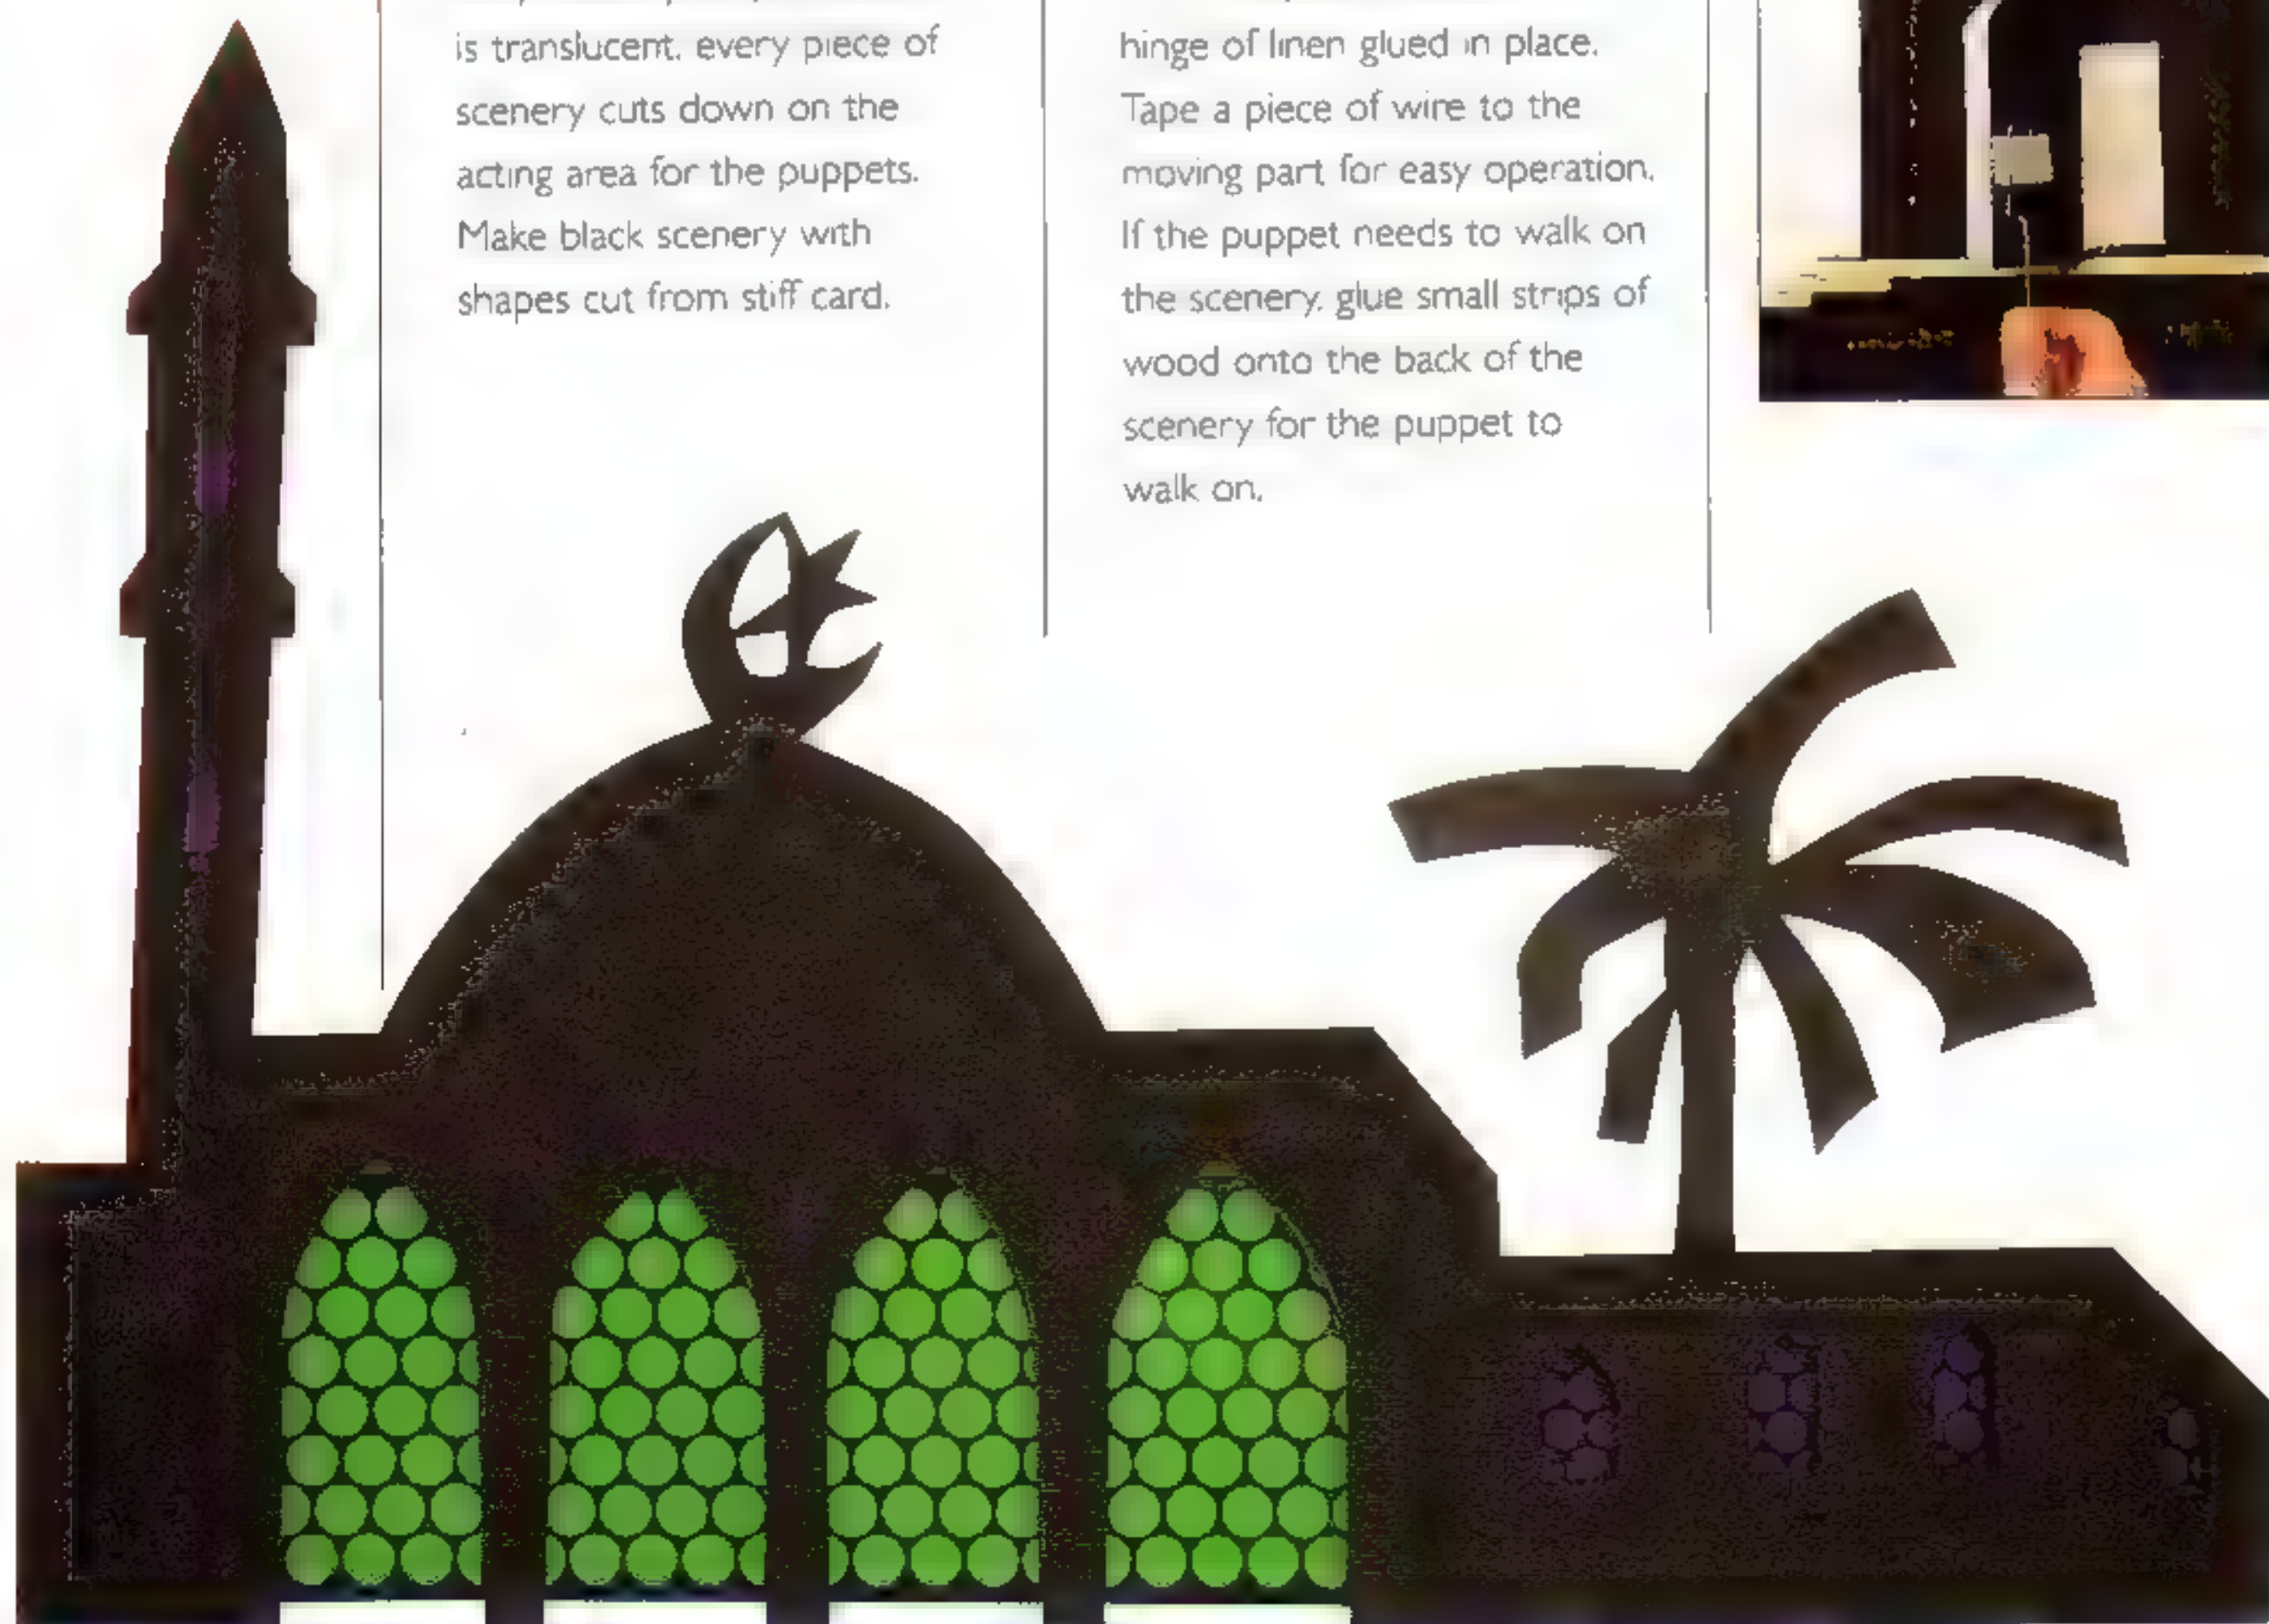 is translucent, every piece of
scenery cuts down on the
acting area for the puppets.
Make black scenery with
shapes cut from stiff card.
hinge of linen glued in place.
Tape a piece of wire to the
moving part for easy operation.
If the puppet needs to walk on
the scenery, glue small strips of
wood onto the back of the
scenery for the puppet to
walk on.